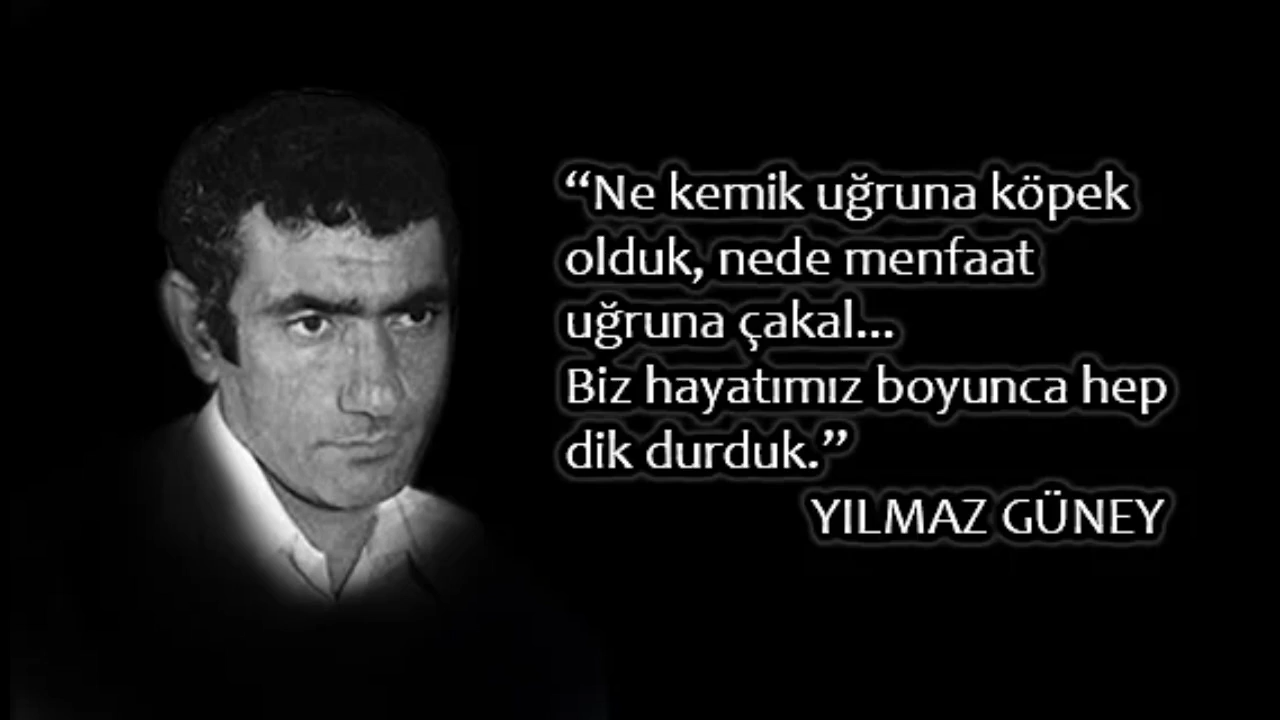 “Ne kemik uğruna köpek
olduk, nede menfaat
uğruna çakal...
Biz hayatımız boyunca hep
dik durduk.”
YILMAZ GÜNEY